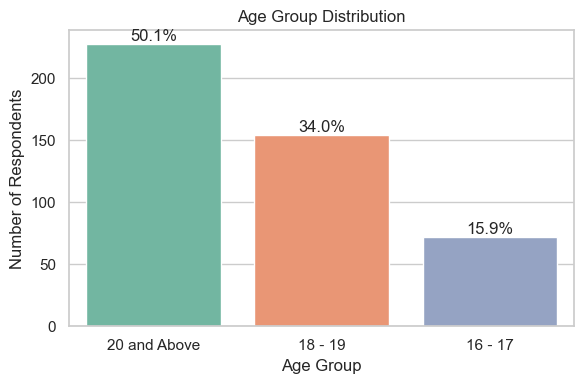 Age Group Distribution
50.1%
34.0%
15.9%
Number of Respondents
200
150
100
50
0
20 and Above
18 - 19
16 - 17
Age Group